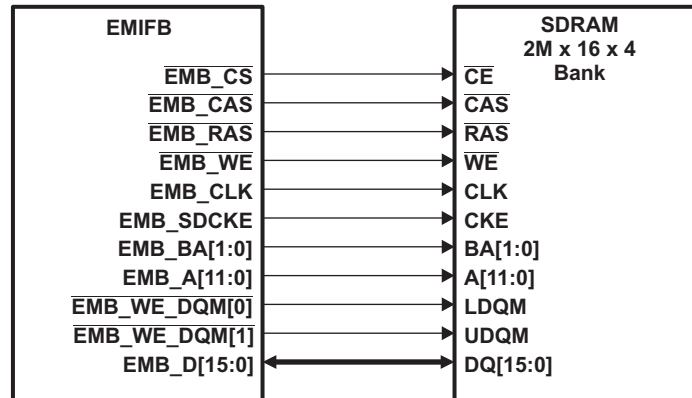 EMIFB
SDRAM
2M x 16 x 4
Bank
EMB_CS
CE
EMB_CAS
CAS
EMB_RAS
RAS
EMB_WE
WE
EMB_CLK
CLK
EMB_SDCKE
CKE
EMB_BA[1:0]
BA[1:0]
EMB_A[11:0]
A[11:0]
EMB_WE_DQM[0]
LDQM
EMB_WE_DQM[1]
UDQM
EMB_D[15:0]
DQ[15:0]